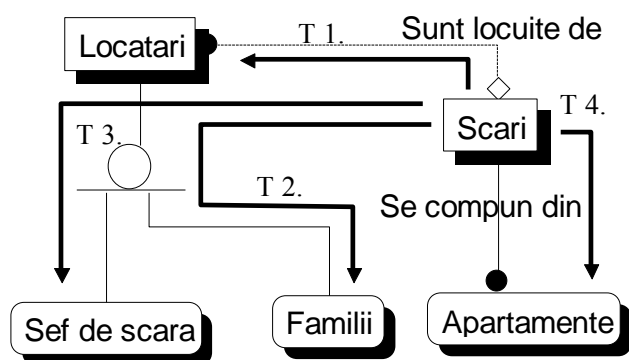 T 1.
Sunt locuite de
Locatari
T 4.
Scari
T 3.
T 2.
Se compun din
Sef de scara
Familii
Apartamente